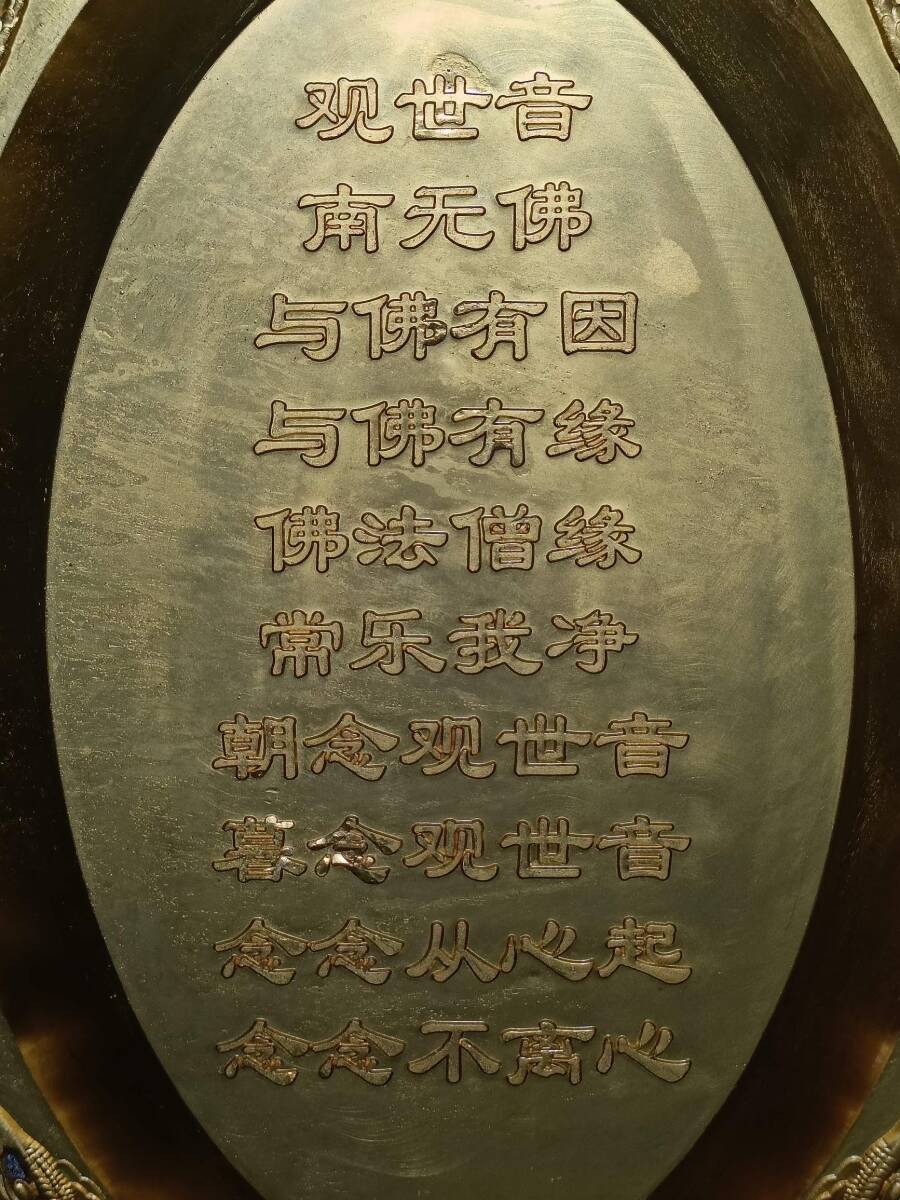 观世音
南无佛
与佛有因
与佛有缘
佛法僧缘
常乐我净
朝念观世音
暮念观世音
念念从心起
念念不离心